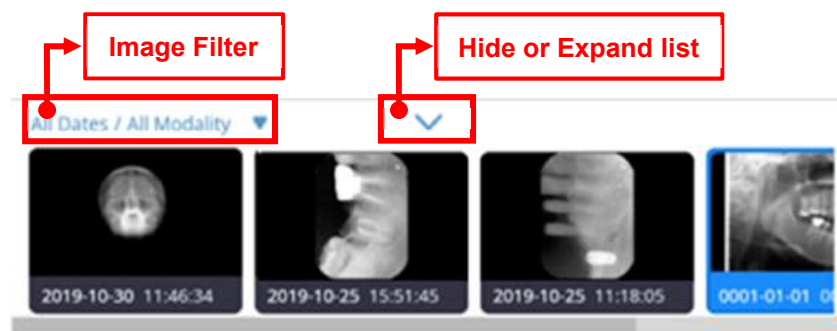 Image Filter
Hide or Expand list
All Dates / All Modality
2019-10-30 11:46:34
2019-10-25 15:51:45
2019-10-25 11:18:05
0001-01-01